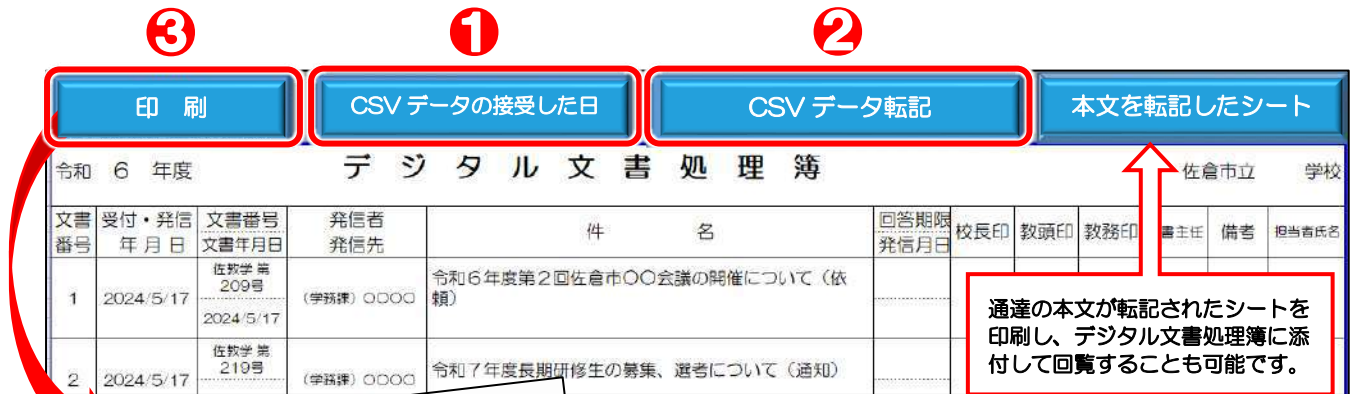 ❸ ❶ ❷
印 刷 CSV データの接受した日 CSV データ転記 本文を転記したシート
令和 6 年度 デジタル文書処理簿 佐倉市立 学校
文書 受付・発信 文書番号 発信者 件 名 回答期限 校長印 教頭印 教務印 書主任 備考 担当者氏名
番号 年月日 文書年月日 発信先 発信月日
佐教学 第
209号
1 2024/5/17 (学務課) 〇〇〇〇 令和6年度第2回佐倉市〇〇会議の開催について(依
頼)
2024/5/17
佐教学 第
219号
2 2024/5/17 (学務課) 〇〇〇〇 令和7年度長期研修生の募集、選考について(通知)
通達の本文が転記されたシートを
印刷し、デジタル文書処理簿に添
付して回覧することも可能です。